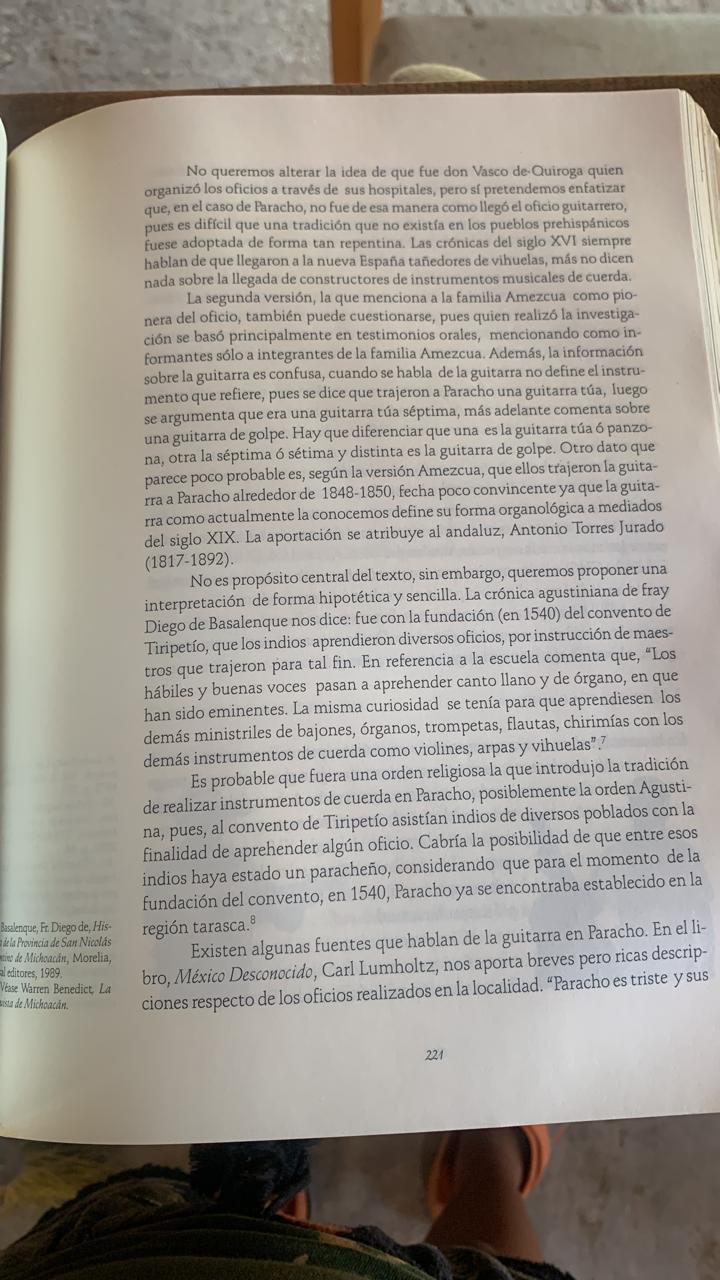 No queremos alterar la idea de que fue don Vasco de Quiroga quien
organizó los oficios a través de sus hospitales, pero sí pretendemos enfatizar
que, en el caso de Paracho, no fue de esa manera como llegó el oficio guitarrero,
pues es difícil que una tradición que no existía en los pueblos prehispánicos
fuese adoptada de forma tan repentina. Las crónicas del siglo XVI siempre
hablan de que llegaron a la nueva España tañedores de vihuelas, más no dicen
nada sobre la llegada de constructores de instrumentos musicales de cuerda.
La segunda versión, la que menciona a la familia Amezcua como pio-
nera del oficio, también puede cuestionarse, pues quien realizó la investiga-
ción se basó principalmente en testimonios orales, mencionando como in-
formantes sólo a integrantes de la familia Amezcua. Además, la información
sobre la guitarra es confusa, cuando se habla de la guitarra no define el instru-
mento que refiere, pues se dice que trajeron a Paracho una guitarra túa, luego
se argumenta que era una guitarra túa séptima, más adelante comenta sobre
una guitarra de golpe. Hay que diferenciar que una es la guitarra túa ó panzo-
na, otra la séptima ó sétima y distinta es la guitarra de golpe. Otro dato que
parece poco probable es, según la versión Amezcua, que ellos trajeron la guita-
rra a Paracho alrededor de 1848-1850, fecha poco convincente ya que la guita-
rra como actualmente la conocemos define su forma organológica a mediados
del siglo XIX. La aportación se atribuye al andaluz, Antonio Torres Jurado
(1817-1892).
No es propósito central del texto, sin embargo, queremos proponer una
interpretación de forma hipotética y sencilla. La crónica agustiniana de fray
Diego de Basalenque nos dice: fue con la fundación (en 1540) del convento de
Tiripetío, que los indios aprendieron diversos oficios, por instrucción de maes-
tros que trajeron para tal fin. En referencia a la escuela comenta que, “Los
hábiles y buenas voces pasan a aprehender canto llano y de órgano, en que
han sido eminentes. La misma curiosidad se tenía para que aprendiesen los
demás ministriles de bajones, órganos, trompetas, flautas, chirimías con los
demás instrumentos de cuerda como violines, arpas y vihuelas”.⁷
Es probable que fuera una orden religiosa la que introdujo la tradición
de realizar instrumentos de cuerda en Paracho, posiblemente la orden Agusti-
na, pues, al convento de Tiripetío asistían indios de diversos poblados con la
finalidad de aprehender algún oficio. Cabría la posibilidad de que entre esos
indios haya estado un paracheño, considerando que para el momento de la
fundación del convento, en 1540, Paracho ya se encontraba establecido en la
región tarasca.⁸
Existen algunas fuentes que hablan de la guitarra en Paracho. En el li-
bro, México Desconocido, Carl Lumholtz, nos aporta breves pero ricas descrip-
ciones respecto de los oficios realizados en la localidad. “Paracho es triste y sus
Basalenque, Fr. Diego de, His-
de la Provincia de San Nicolás
de Michoacán, Morelia,
editores, 1989.
Véase Warren Benedict, La
de Michoacán.
221